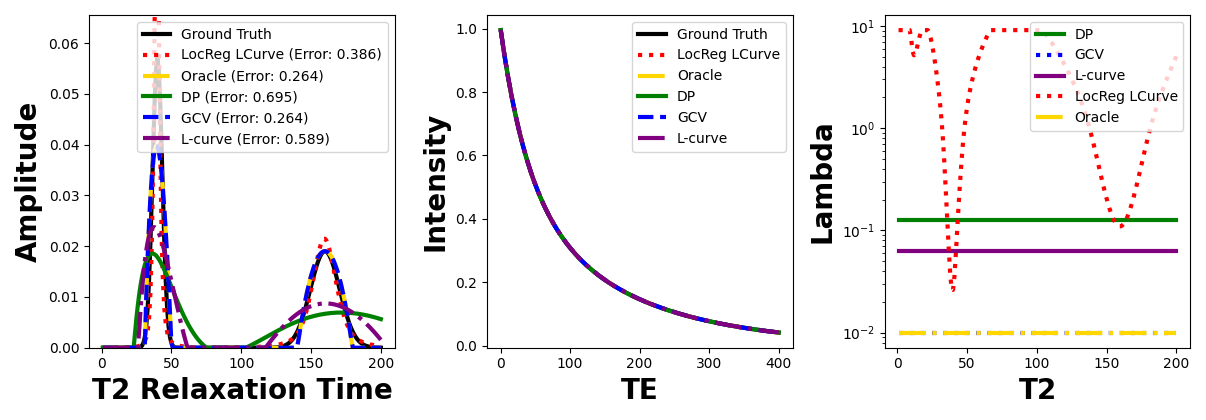 Amplitude
0.06
0.05
0.04
0.03
0.02
0.01
0.00
Ground Truth
LocReg LCurve (Error: 0.386)
Oracle (Error: 0.264)
DP (Error: 0.695)
GCV (Error: 0.264)
L-curve (Error: 0.589)
0 50 100 150 200
T2 Relaxation Time
Intensity
1.0
0.8
0.6
0.4
0.2
0.0
Ground Truth
LocReg LCurve
Oracle
DP
GCV
L-curve
0 100 200 300 400
TE
Lambda
10¹
10⁰
10⁻¹
10⁻²
DP
GCV
L-curve
LocReg LCurve
Oracle
0 50 100 150 200
T2